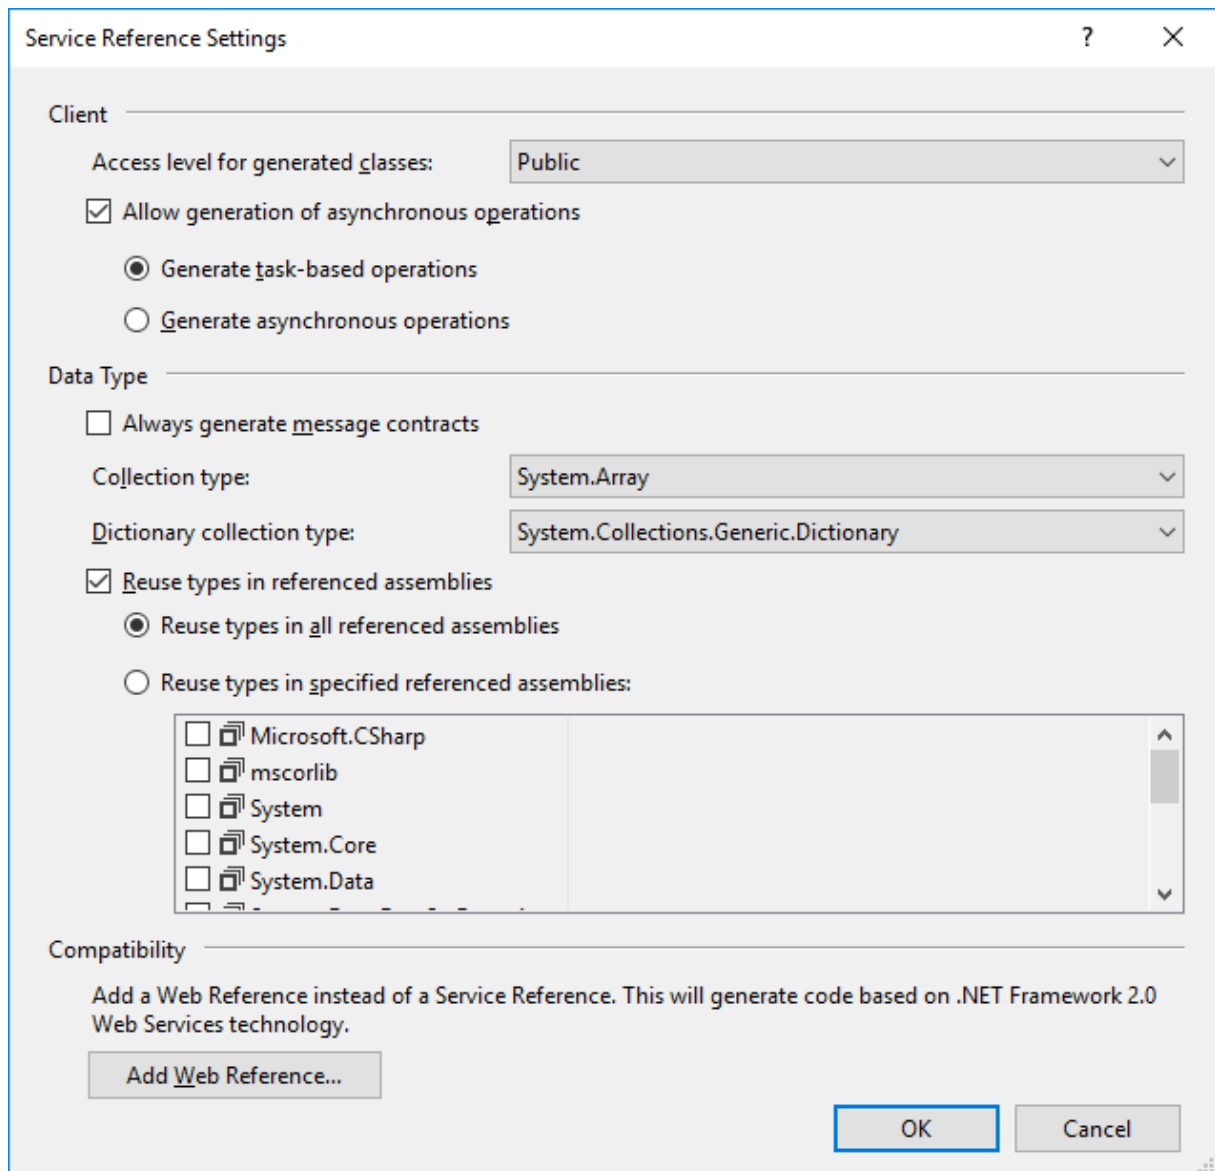 Service Reference Settings
?
Client
Access level for generated classes: Public
Allow generation of asynchronous operations
Generate task-based operations
Generate asynchronous operations
Data Type
Always generate message contracts
Collection type: System.Array
Dictionary collection type: System.Collections.Generic.Dictionary
Reuse types in referenced assemblies
Reuse types in all referenced assemblies
Reuse types in specified referenced assemblies:
Microsoft.CSharp
mscorlib
System
System.Core
System.Data
Compatibility
Add a Web Reference instead of a Service Reference. This will generate code based on .NET Framework 2.0
Web Services technology.
Add Web Reference...
OK Cancel